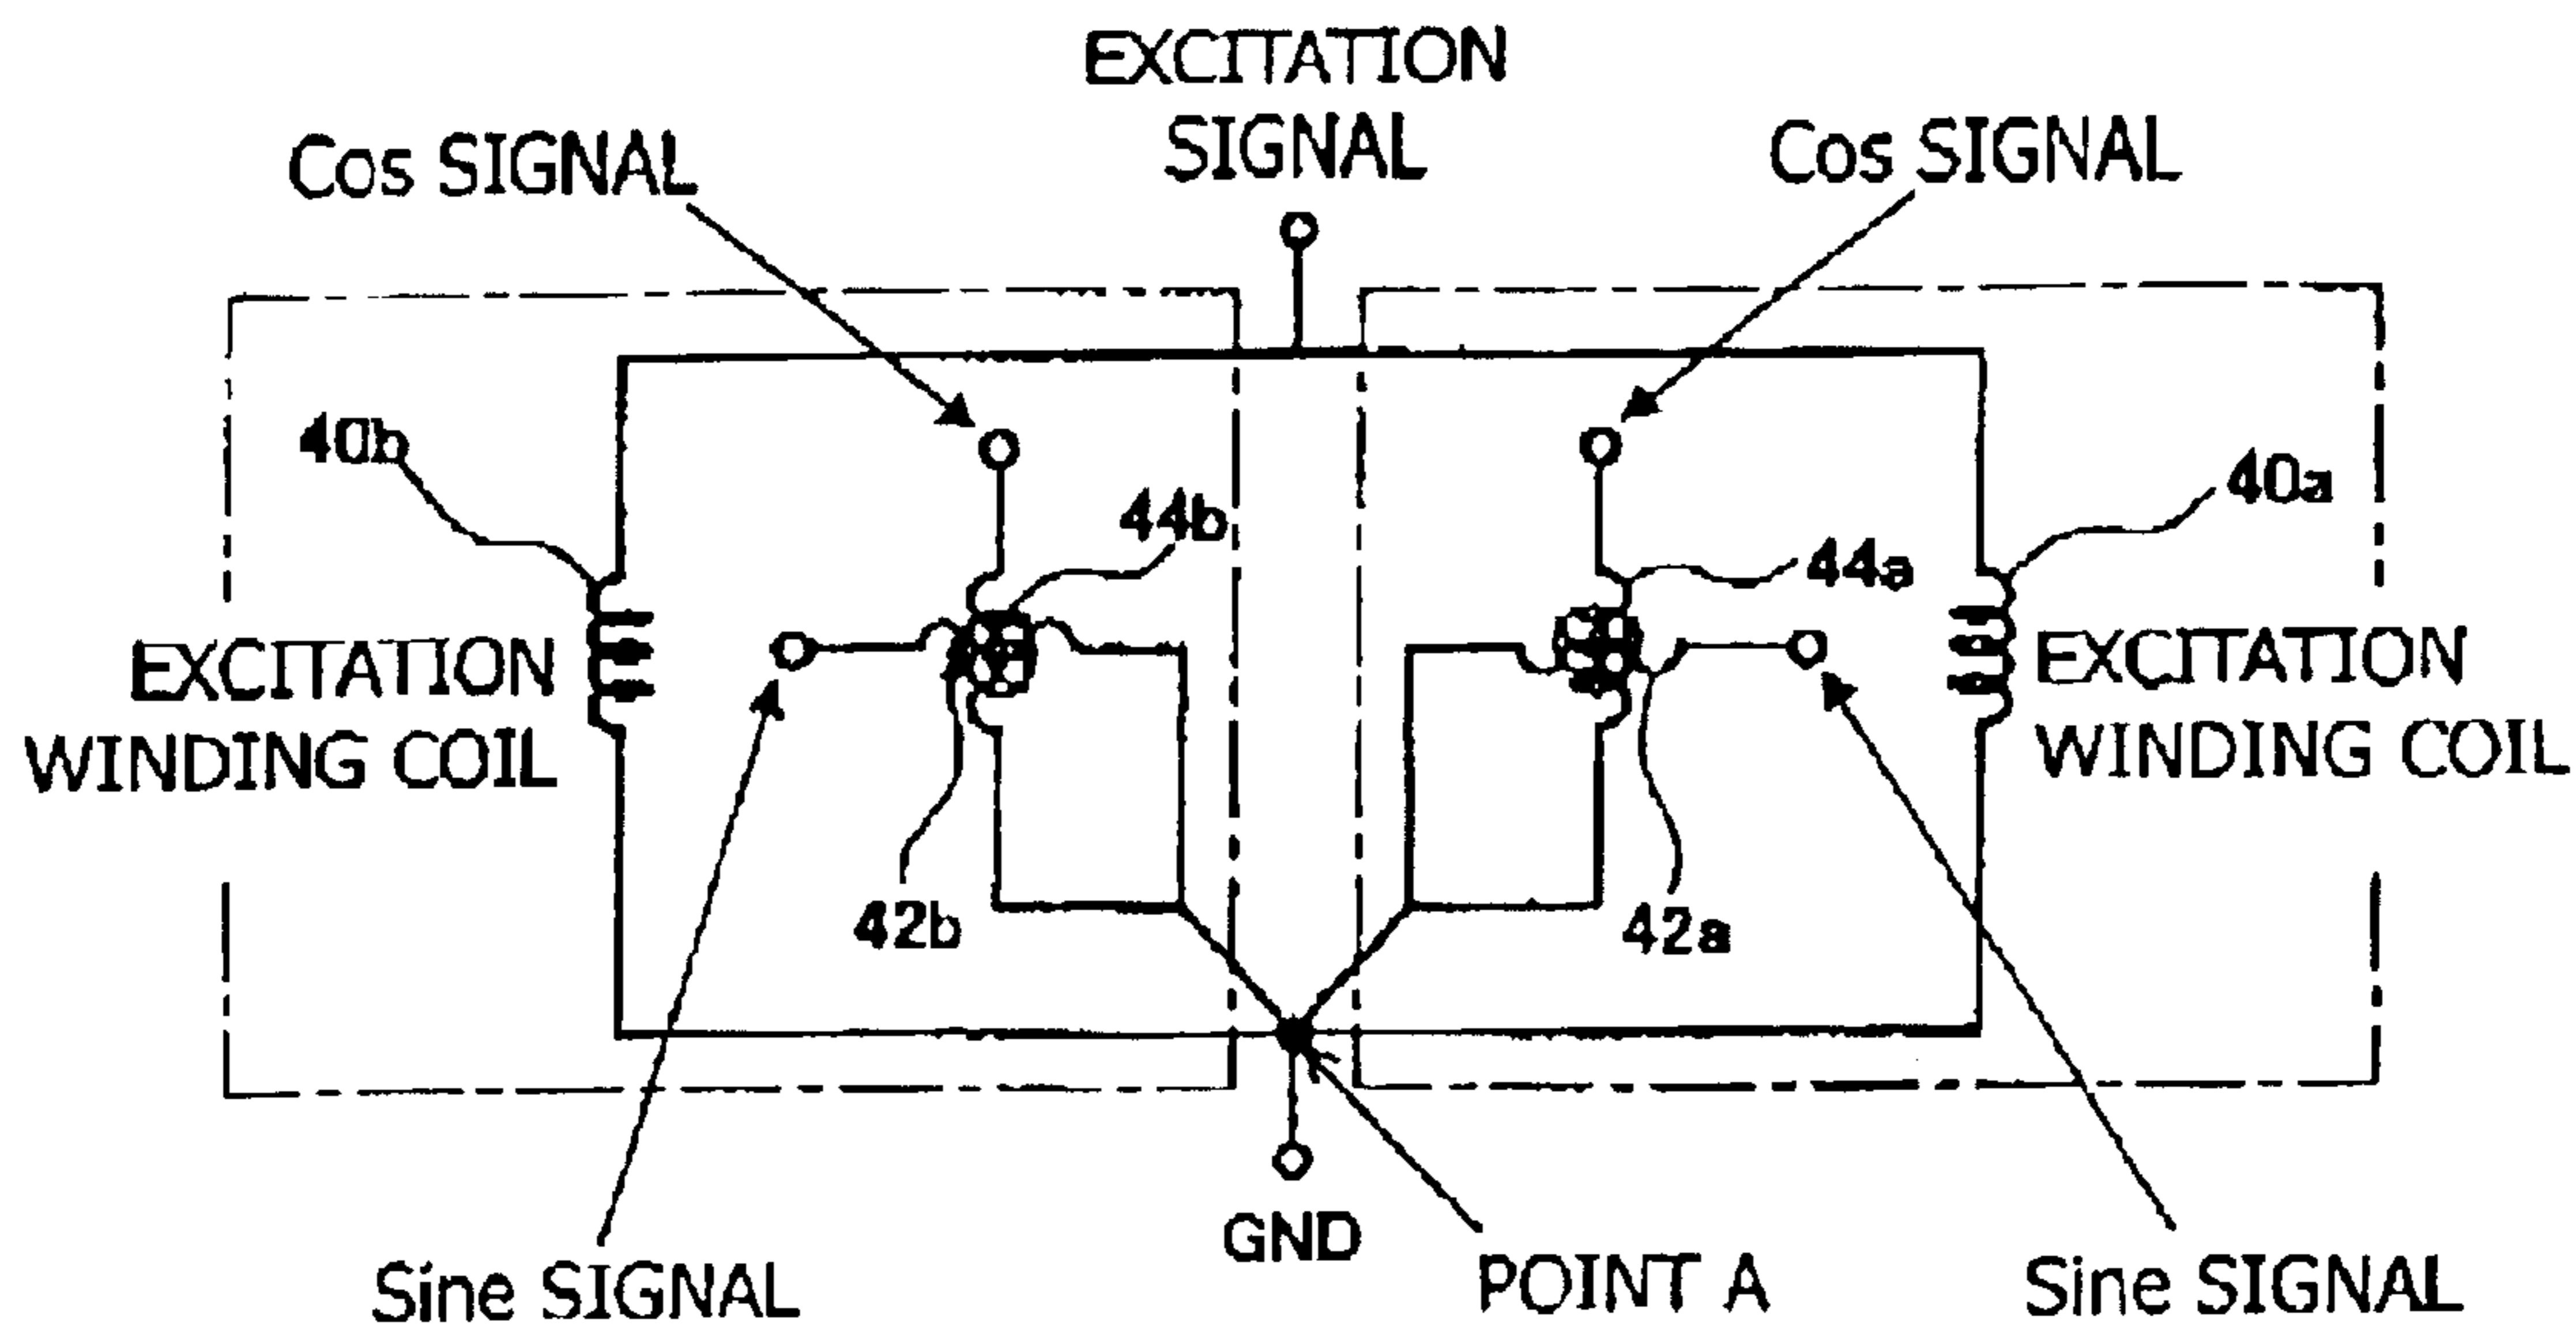 EXCITATION
SIGNAL
Cos SIGNAL
Cos SIGNAL
40b
44b
40a
44a
EXCITATION
WINDING COIL
EXCITATION
WINDING COIL
42b
42a
GND
Sine SIGNAL
POINT A
Sine SIGNAL